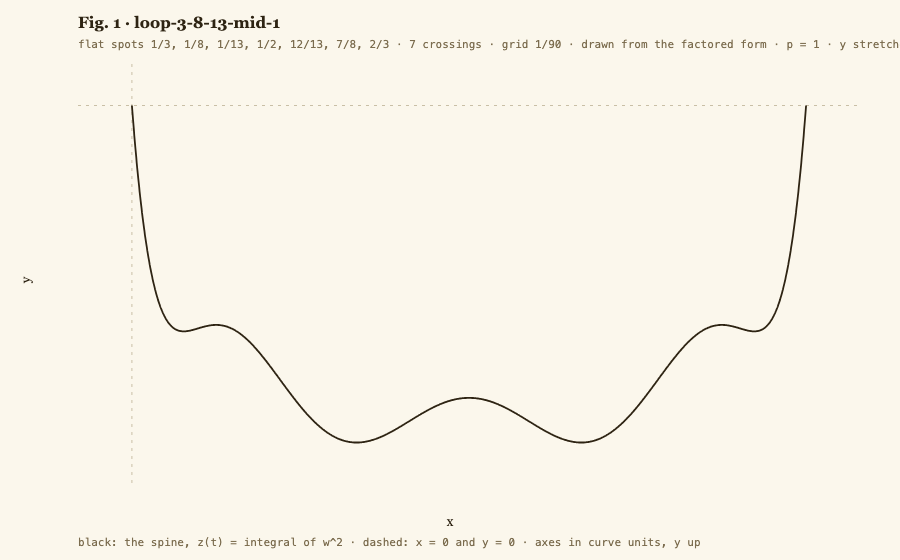 Fig. 1 · loop-3-8-13-mid-1
flat spots 1/3, 1/8, 1/13, 1/2, 12/13, 7/8, 2/3 · 7 crossings · grid 1/90 · drawn from the factored form · p = 1 · y stretch
y
x
black: the spine, z(t) = integral of w^2 · dashed: x = 0 and y = 0 · axes in curve units, y up